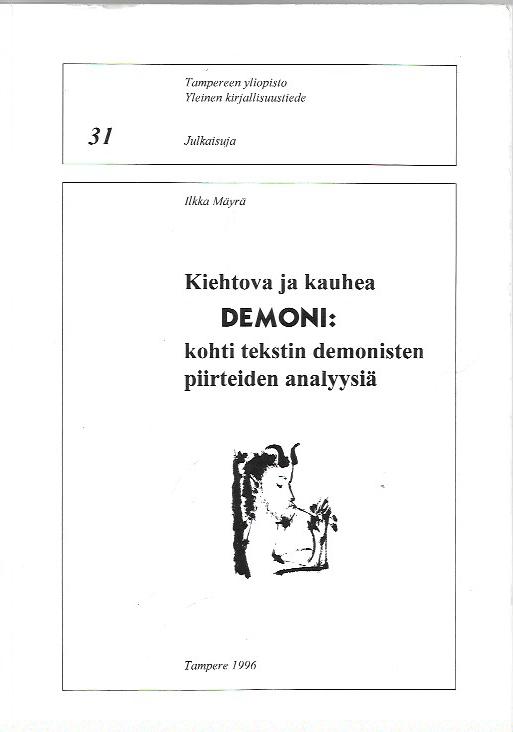 Tampereen yliopisto
Yleinen kirjallisuustiede
31
Julkaisuja
Ilkka Mäyrä
Kiehtova ja kauhea
DEMONI:
kohti tekstin demonisten
piirteiden analyysiä
Tampere 1996